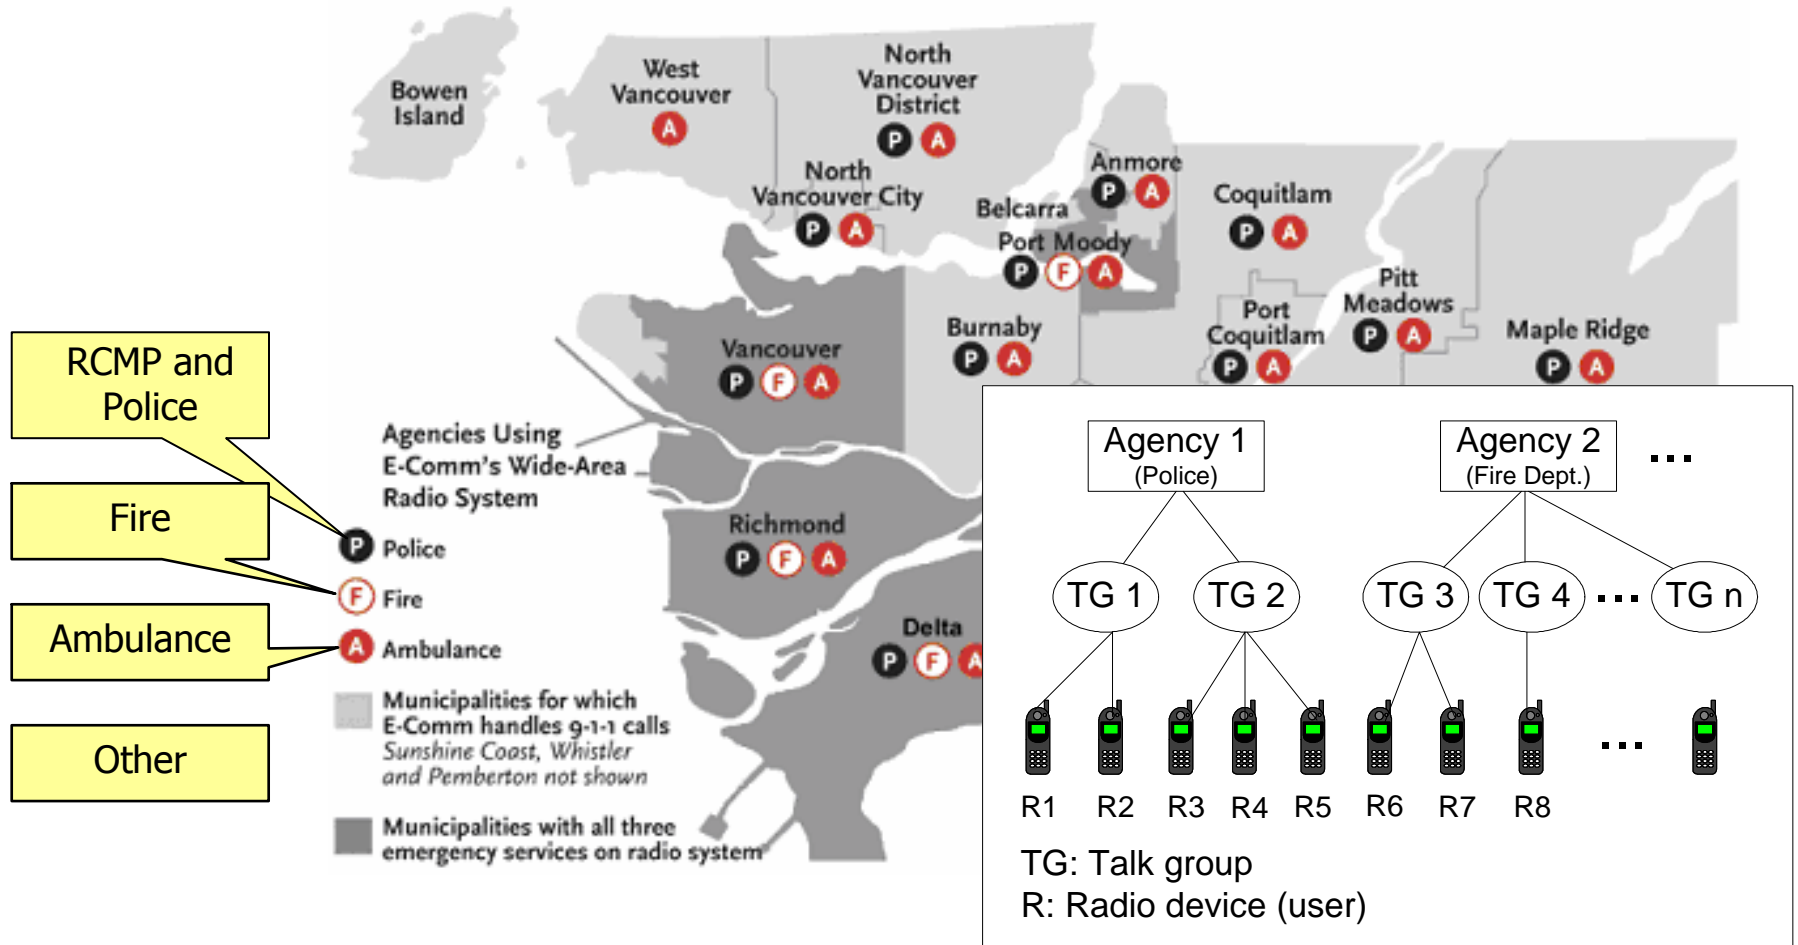 Bowen
Island
West
Vancouver
A
North
Vancouver
District
P A
North
Vancouver City
P A
Anmore
P A
Belcarra
Port Moody
P F A
Coquitlam
P A
Pitt
Meadows
P A
Port
Coquitlam
P A
Maple Ridge
P A
Burnaby
P A
Vancouver
P F A
Richmond
P F A
Delta
P F A
RCMP and
Police
Fire
Ambulance
Other
Agencies Using
E-Comm's Wide-Area
Radio System
P Police
F Fire
A Ambulance
Municipalities for which
E-Comm handles 9-1-1 calls
Sunshine Coast, Whistler
and Pemberton not shown
Municipalities with all three
emergency services on radio system
Agency 1
(Police)
Agency 2
(Fire Dept.)
...
TG 1
TG 2
TG 3
TG 4
...
TG n
...
R1 R2 R3 R4 R5 R6 R7 R8
TG: Talk group
R: Radio device (user)